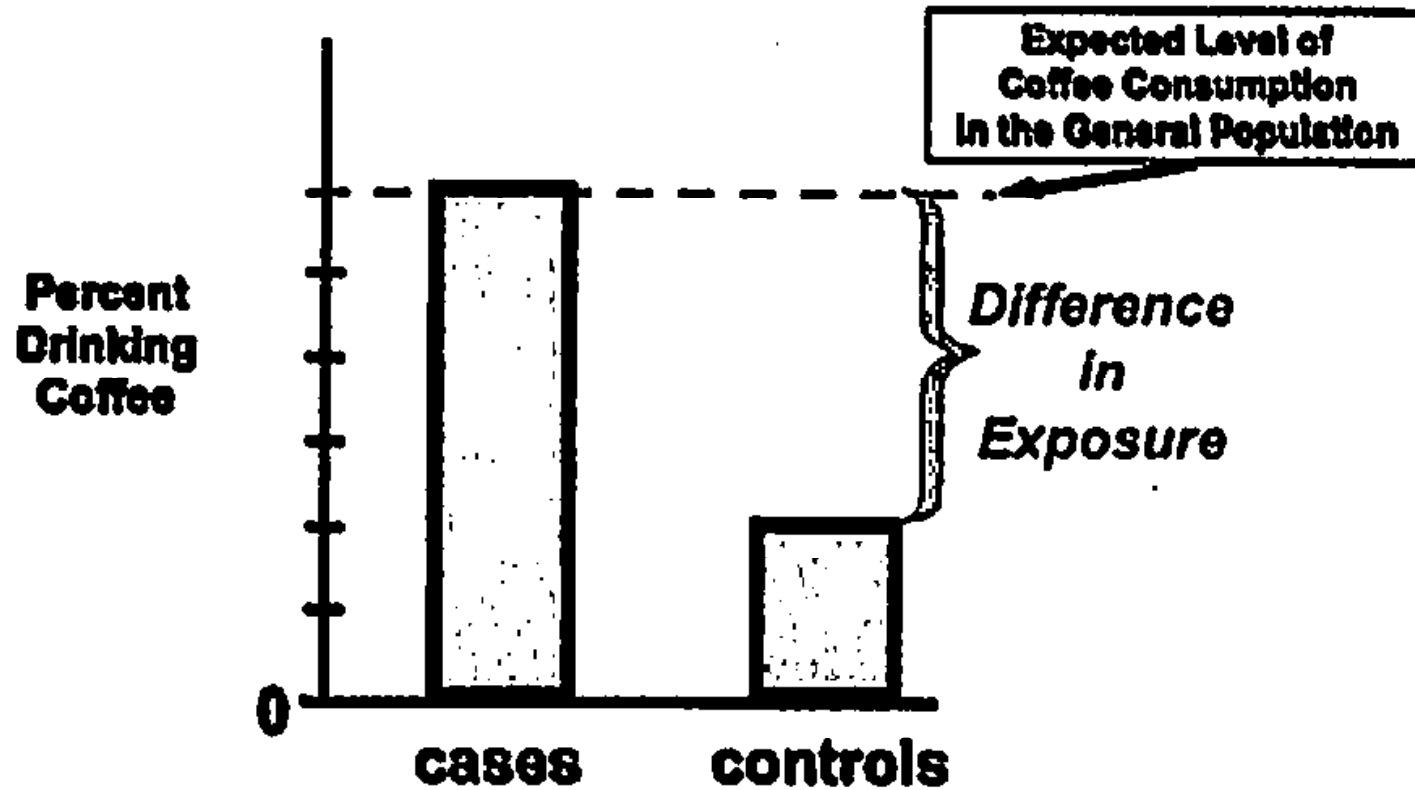 Expected Level of
Coffee Consumption
in the General Population
Percent
Drinking
Coffee
Difference
in
Exposure
0
cases
controls